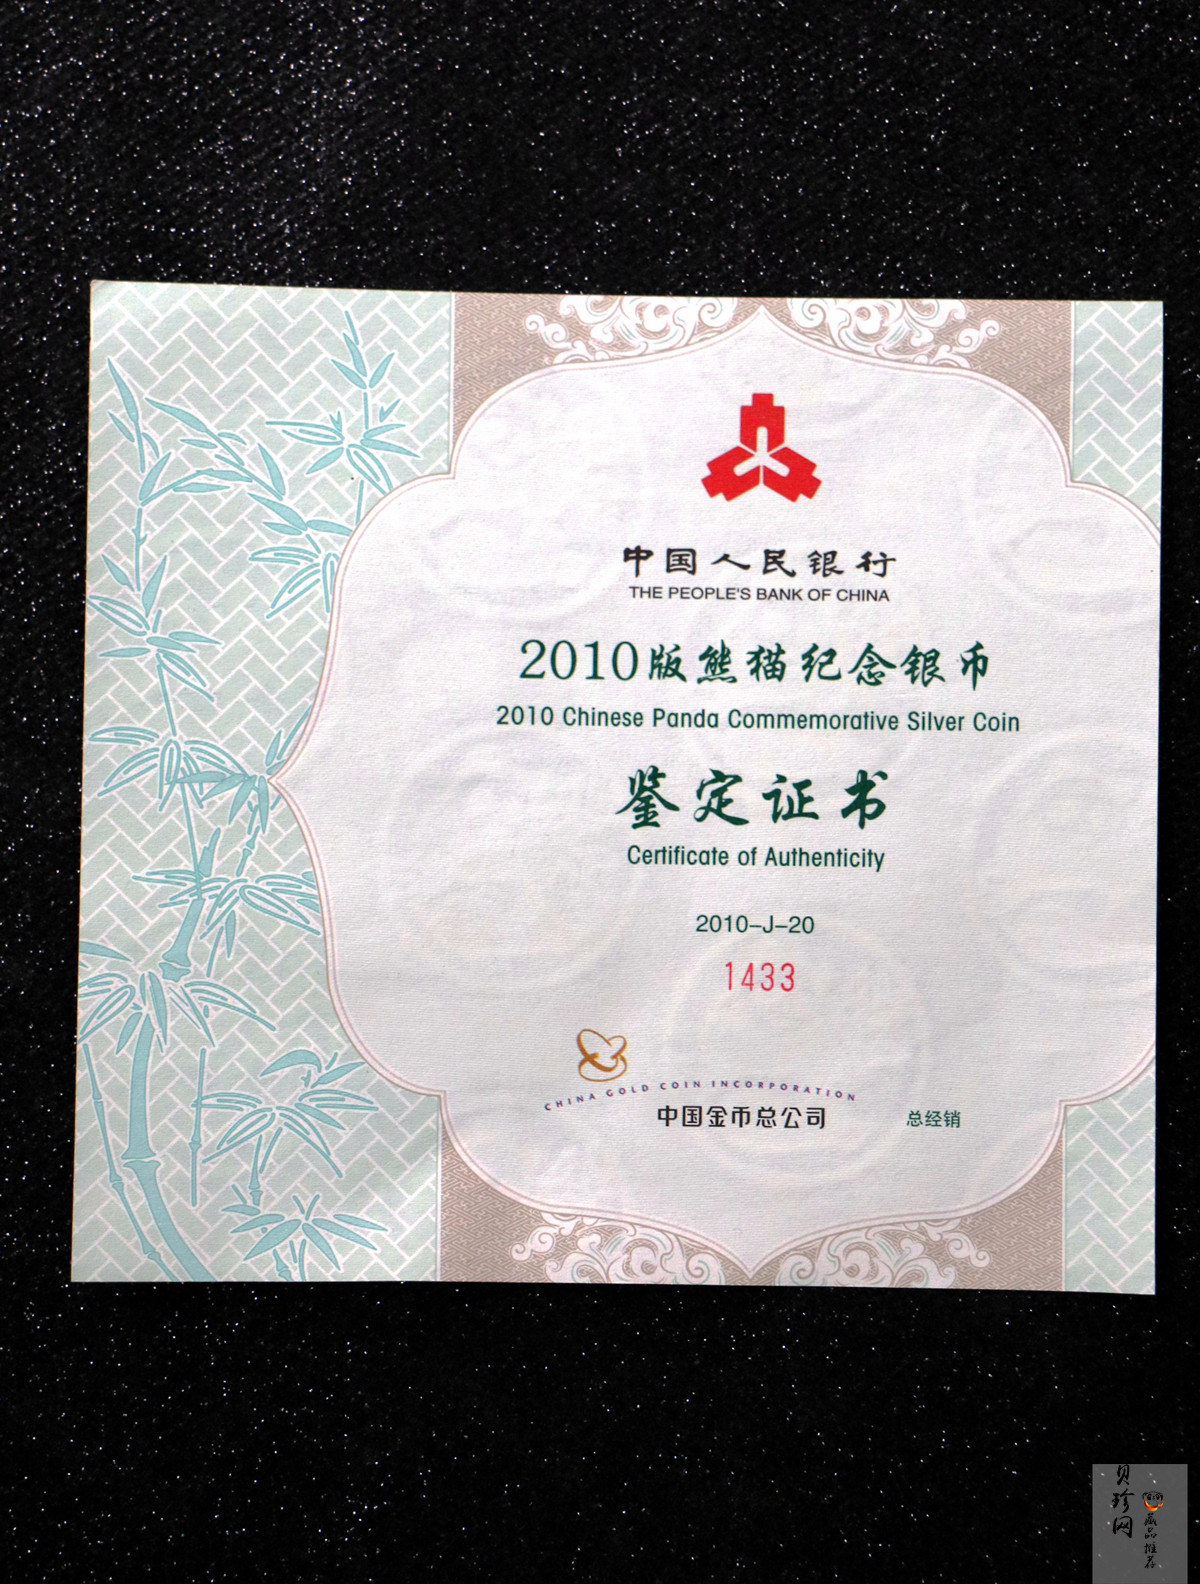 中国人民银行
THE PEOPLE'S BANK OF CHINA
2010版熊猫纪念银币
2010 Chinese Panda Commemorative Silver Coin
鉴定证书
Certificate of Authenticity
2010-J-20
1433
CHINA GOLD COIN INCORPORATION
中国金币总公司 总经销
贝珍网
藏品推荐